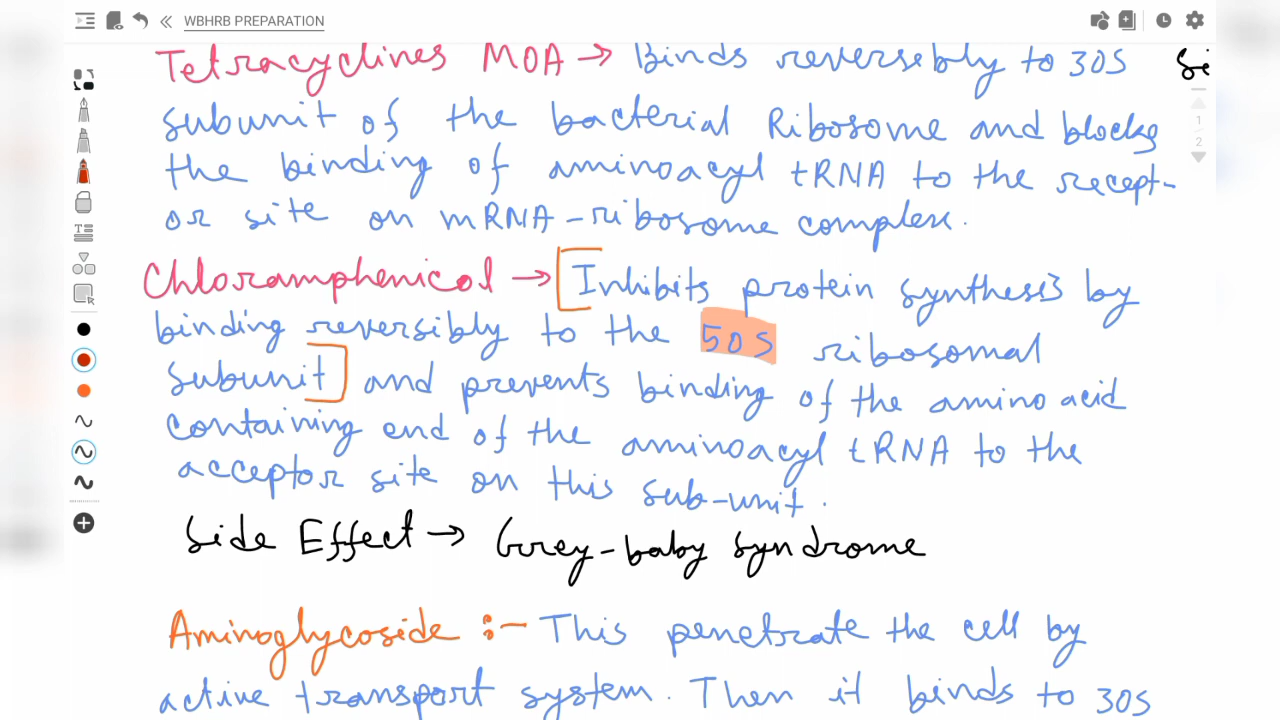 WBHRB PREPARATION
Tetracyclines MOA → Binds reversebly to 30S
subunit of the bacterial Ribosome and blocks
the binding of aminoacyl tRNA to the recept-
or site on mRNA-ribosome complex.
Chloramphenicol → [Inhibits protein synthesis by
binding reversibly to the 50S ribosomal
subunit] and prevents binding of the amino acid
containing end of the aminoacyl tRNA to the
acceptor site on this sub-unit.
Side Effect → Grey-baby syndrome
Aminoglycoside :- This penetrate the cell by
active transport system. Then it binds to 30S
1
2